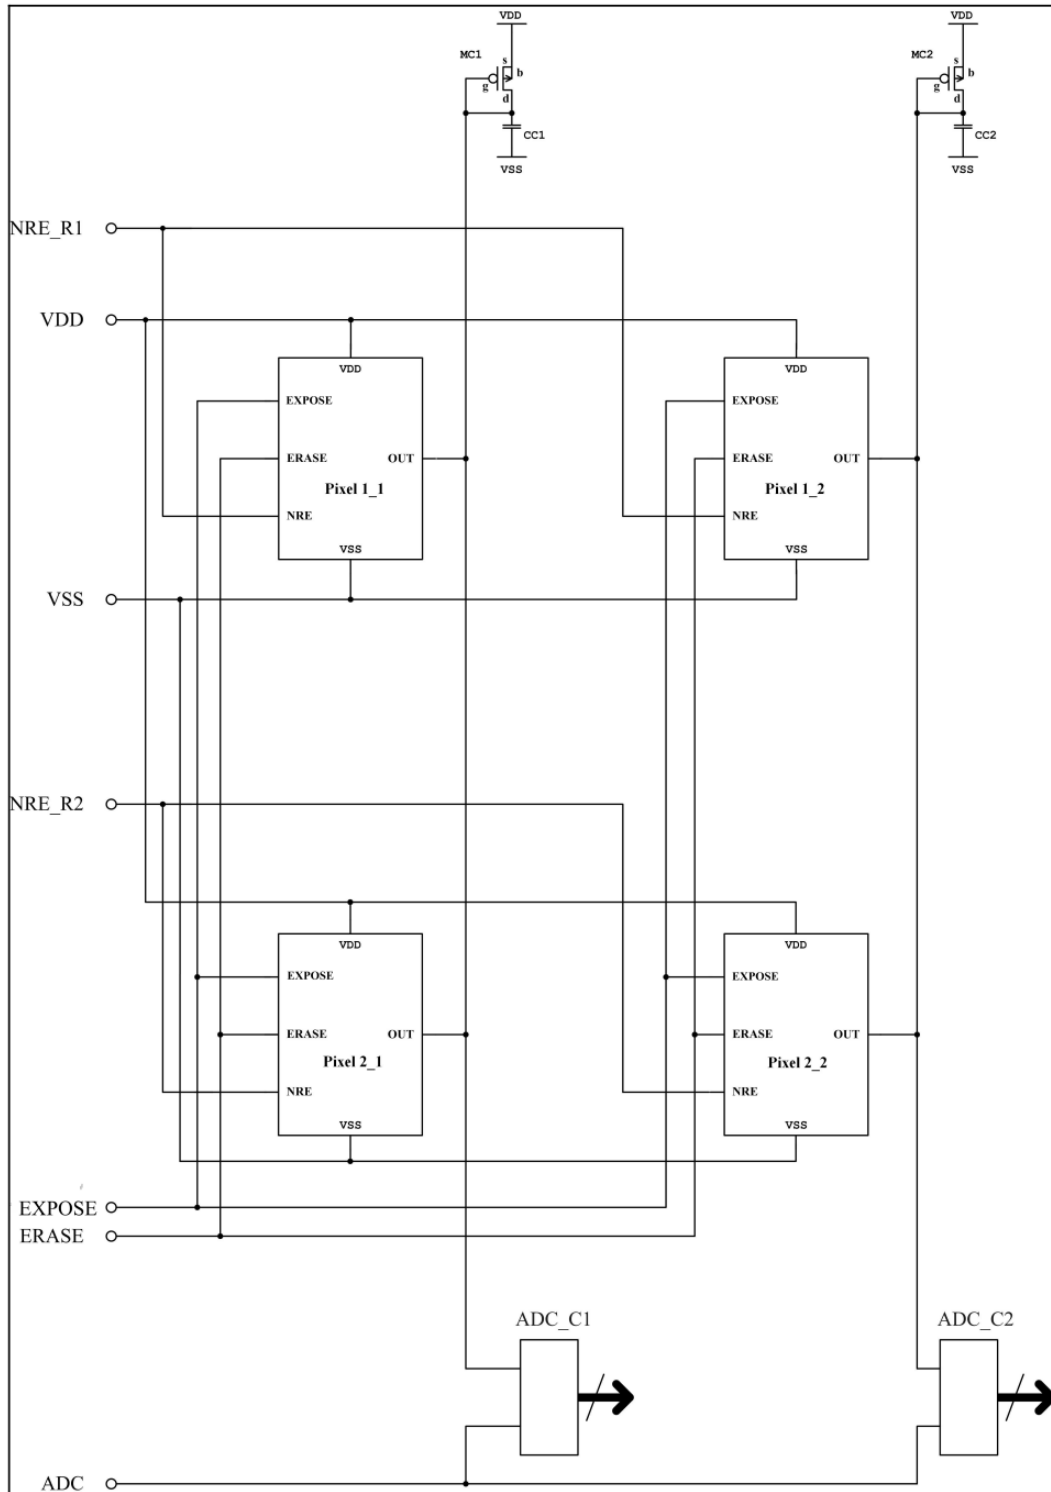 VDD VDD
MC1 s b g d MC2 s b g d
CC1 CC2
VSS VSS
NRE_R1
VDD
VDD VDD
EXPOSE EXPOSE
ERASE OUT ERASE OUT
Pixel 1_1 Pixel 1_2
NRE NRE
VSS VSS
VSS
NRE_R2
VDD VDD
EXPOSE EXPOSE
ERASE OUT ERASE OUT
Pixel 2_1 Pixel 2_2
NRE NRE
VSS VSS
EXPOSE
ERASE
ADC_C1 ADC_C2
ADC